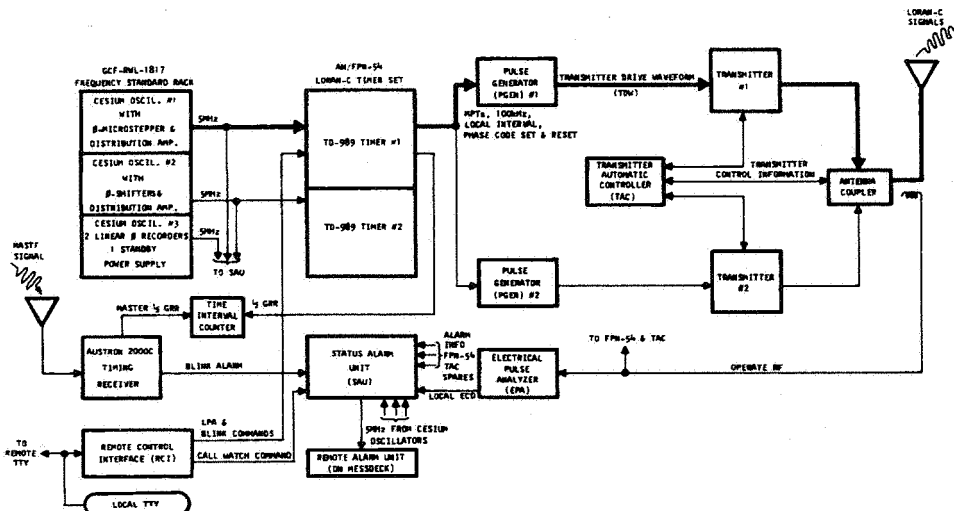 LORAN-C
SIGNALS
GCF-RWL-1817
FREQUENCY STANDARD RACK
CESIUM OSCIL. #1
WITH
Ø-MICROSTEPPER &
DISTRIBUTION AMP.
CESIUM OSCIL. #2
WITH
Ø-SHIFTERS&
DISTRIBUTION AMP.
CESIUM OSCIL. #3
2 LINEAR Ø RECORDERS
1 STANDBY
POWER SUPPLY
5MHz
5MHz
5MHz
TO SAU
AN/FPN-54
LORAN-C TIMER SET
TD-989 TIMER #1
TD-989 TIMER #2
PULSE
GENERATOR
(PGEN) #1
TRANSMITTER DRIVE WAVEFORM
(TDW)
MPTs, 100kHz,
LOCAL INTERVAL,
PHASE CODE SET & RESET
TRANSMITTER
#1
TRANSMITTER
AUTOMATIC
CONTROLLER
(TAC)
TRANSMITTER
CONTROL INFORMATION
ANTENNA
COUPLER
PULSE
GENERATOR
(PGEN) #2
TRANSMITTER
#2
SIGNAL
MASTER ½ GRR
TIME
INTERVAL
COUNTER
½ GRR
AUSTRON 2000C
TIMING
RECEIVER
BLINK ALARM
STATUS ALARM
UNIT
(SAU)
ALARM
INFO
FPN-54
TAC
SPARES
LOCAL ECD
ELECTRICAL
PULSE
ANALYZER
(EPA)
TO FPN-54 & TAC
OPERATE RF
LPA &
BLINK COMMANDS
CALL WATCH COMMAND
5MHz FROM CESIUM
OSCILLATORS
REMOTE ALARM UNIT
(ON MESSDECK)
TO
REMOTE
TTY
REMOTE CONTROL
INTERFACE (RCI)
LOCAL TTY